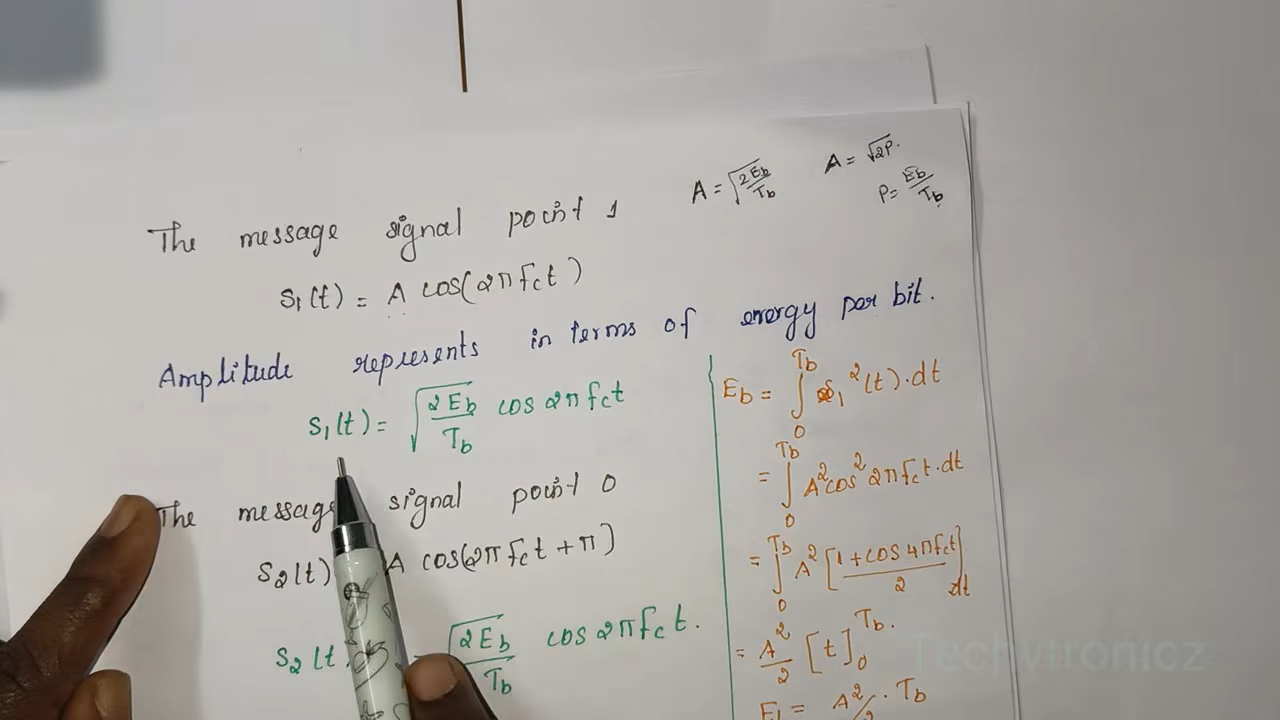 A = √(2Eb/Tb)
A = √2P.
P = Eb/Tb
The message signal point 1
S₁(t) = A cos(2πfct)
Amplitude represents in terms of energy per bit.
S₁(t) = √(2Eb/Tb) cos 2πfct
The message signal point 0
S₂(t) A cos(2πfct + π)
S₂(t √(2Eb/Tb) cos 2πfct.
Eb = ∫₀^Tb S₁²(t).dt
= ∫₀^Tb A² cos² 2πfct.dt
= ∫₀^Tb A² [(1 + cos 4πfct)/2] dt
= A²/2 [t]₀^Tb.
= A²/2 . Tb
Techytronicz